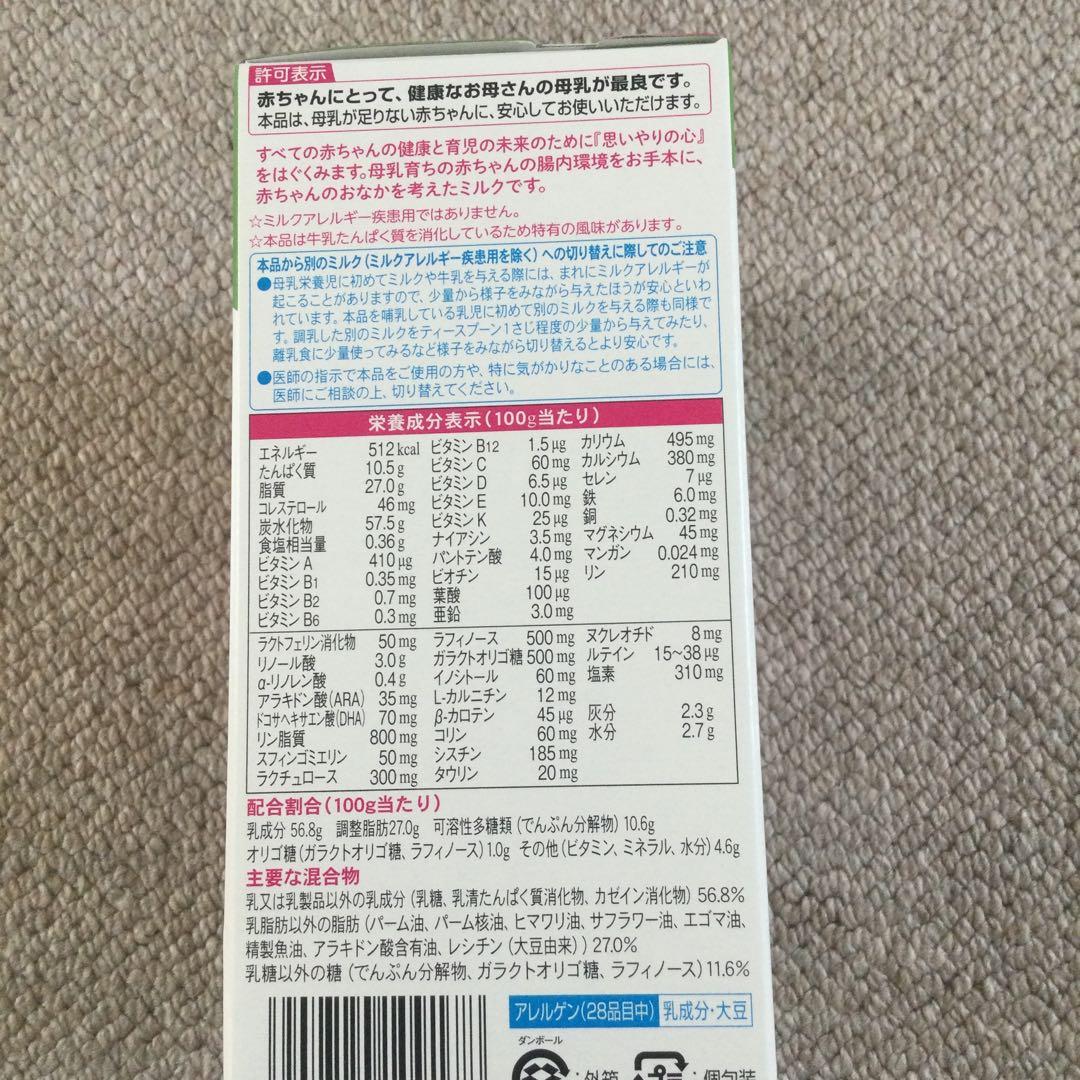 許可表示
赤ちゃんにとって、健康なお母さんの母乳が最良です。
本品は、母乳が足りない赤ちゃんに、安心してお使いいただけます。
すべての赤ちゃんの健康と育児の未来のために『思いやりの心』
をはぐくみます。母乳育ちの赤ちゃんの腸内環境をお手本に、
赤ちゃんのおなかを考えたミルクです。
☆ミルクアレルギー疾患用ではありません。
☆本品は牛乳たんぱく質を消化しているため特有の風味があります。
本品から別のミルク(ミルクアレルギー疾患用を除く)への切り替えに際してのご注意
●母乳栄養児に初めてミルクや牛乳を与える際には、まれにミルクアレルギーが
起こることがありますので、少量から様子をみながら与えたほうが安心といわ
れています。本品を哺乳している乳児に初めて別のミルクを与える際も同様で
す。調乳した別のミルクをティースプーン1さじ程度の少量から与えてみたり、
離乳食に少量使ってみるなど様子をみながら切り替えるとより安心です。
●医師の指示で本品をご使用の方や、特に気がかりなことのある場合には、
医師にご相談の上、切り替えてください。
栄養成分表示(100g当たり)
エネルギー 512kcal ビタミンB12 1.5μg カリウム 495mg
たんぱく質 10.5g ビタミンC 60mg カルシウム 380mg
脂質 27.0g ビタミンD 6.5μg セレン 7μg
コレステロール 46mg ビタミンE 10.0mg 鉄 6.0mg
炭水化物 57.5g ビタミンK 25μg 銅 0.32mg
食塩相当量 0.36g ナイアシン 3.5mg マグネシウム 45mg
ビタミンA 410μg パントテン酸 4.0mg マンガン 0.024mg
ビタミンB1 0.35mg ビオチン 15μg リン 210mg
ビタミンB2 0.7mg 葉酸 100μg
ビタミンB6 0.3mg 亜鉛 3.0mg
ラクトフェリン消化物 50mg ラフィノース 500mg ヌクレオチド 8mg
リノール酸 3.0g ガラクトオリゴ糖 500mg ルテイン 15~38μg
α-リノレン酸 0.4g イノシトール 60mg 塩素 310mg
アラキドン酸(ARA) 35mg L-カルニチン 12mg
ドコサヘキサエン酸(DHA) 70mg β-カロテン 45μg 灰分 2.3g
リン脂質 800mg コリン 60mg 水分 2.7g
スフィンゴミエリン 50mg シスチン 185mg
ラクチュロース 300mg タウリン 20mg
配合割合(100g当たり)
乳成分 56.8g 調整脂肪27.0g 可溶性多糖類(でんぷん分解物)10.6g
オリゴ糖(ガラクトオリゴ糖、ラフィノース)1.0g その他(ビタミン、ミネラル、水分)4.6g
主要な混合物
乳又は乳製品以外の乳成分(乳糖、乳清たんぱく質消化物、カゼイン消化物)56.8%
乳脂肪以外の脂肪(パーム油、パーム核油、ヒマワリ油、サフラワー油、エゴマ油、
精製魚油、アラキドン酸含有油、レシチン(大豆由来))27.0%
乳糖以外の糖(でんぷん分解物、ガラクトオリゴ糖、ラフィノース)11.6%
アレルゲン(28品目中) 乳成分・大豆
ダンボール
:外箱 :個包装